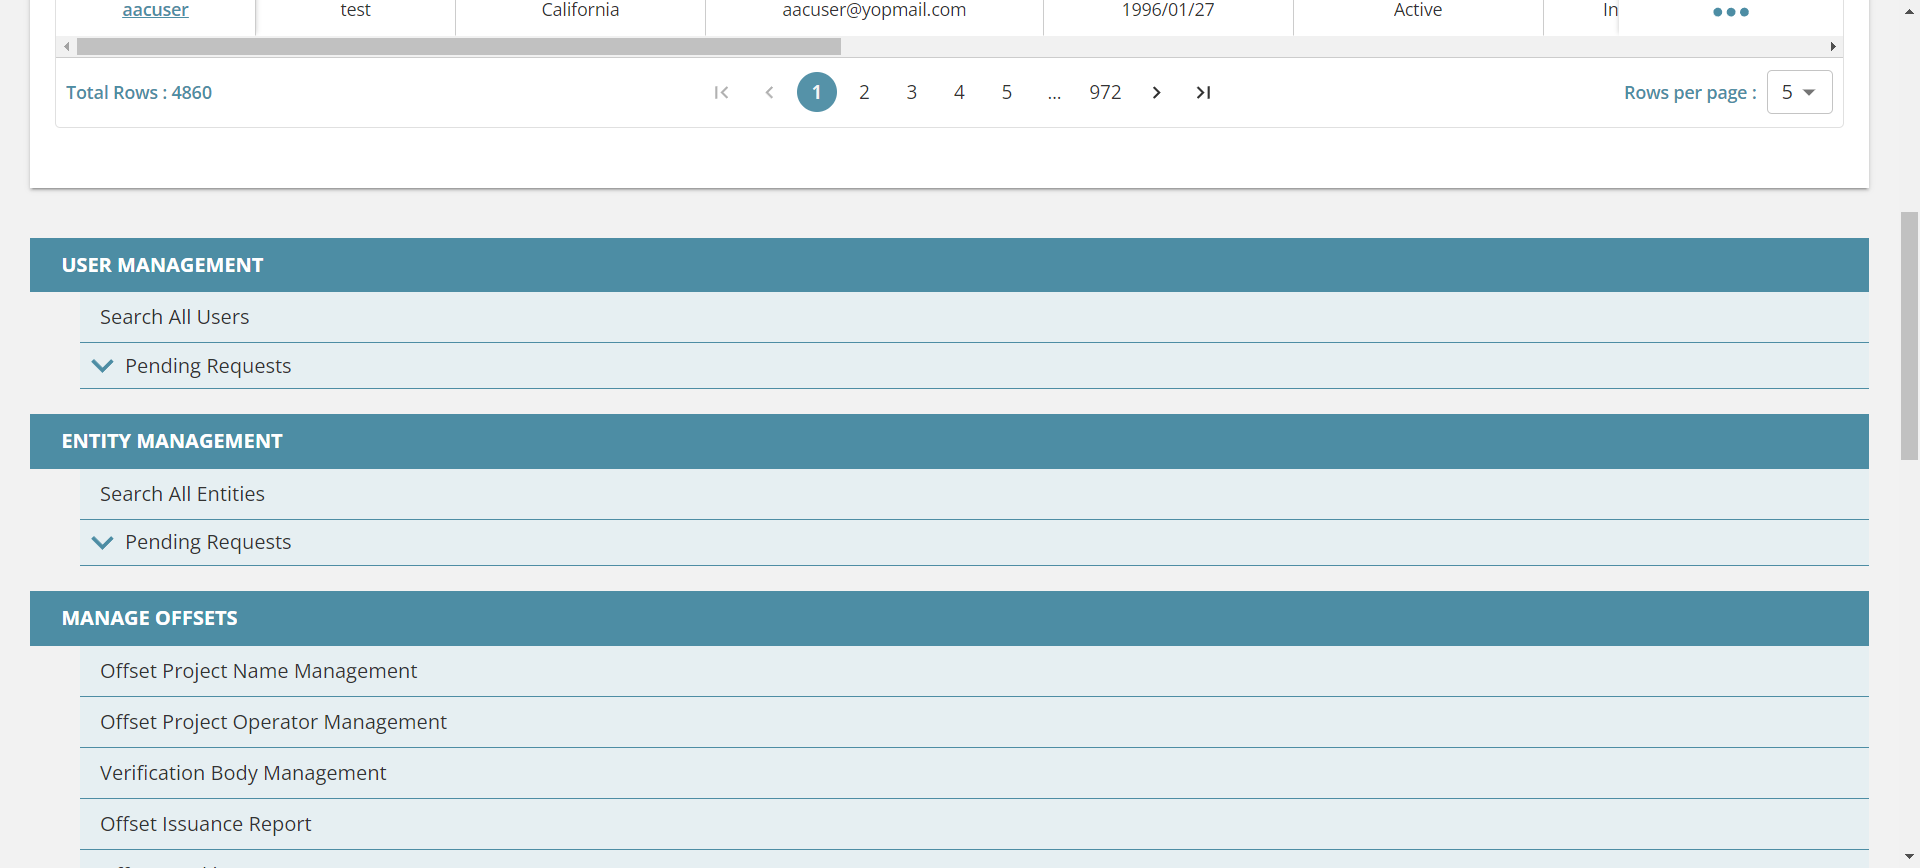 aacuser test California aacuser@yopmail.com 1996/01/27 Active In
Total Rows : 4860 1 2 3 4 5 ... 972 Rows per page : 5
USER MANAGEMENT
Search All Users
Pending Requests
ENTITY MANAGEMENT
Search All Entities
Pending Requests
MANAGE OFFSETS
Offset Project Name Management
Offset Project Operator Management
Verification Body Management
Offset Issuance Report